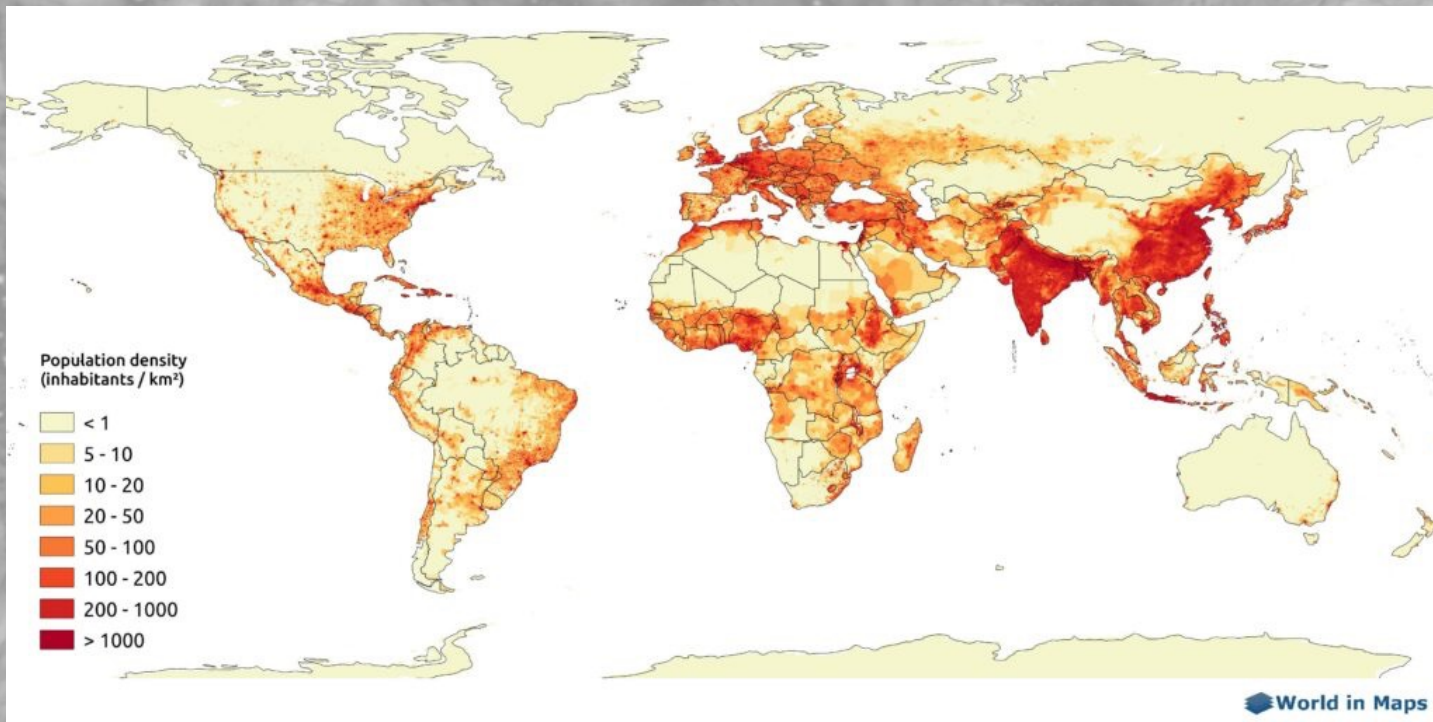 Population density
(inhabitants / km²)
< 1
5 - 10
10 - 20
20 - 50
50 - 100
100 - 200
200 - 1000
> 1000
World in Maps